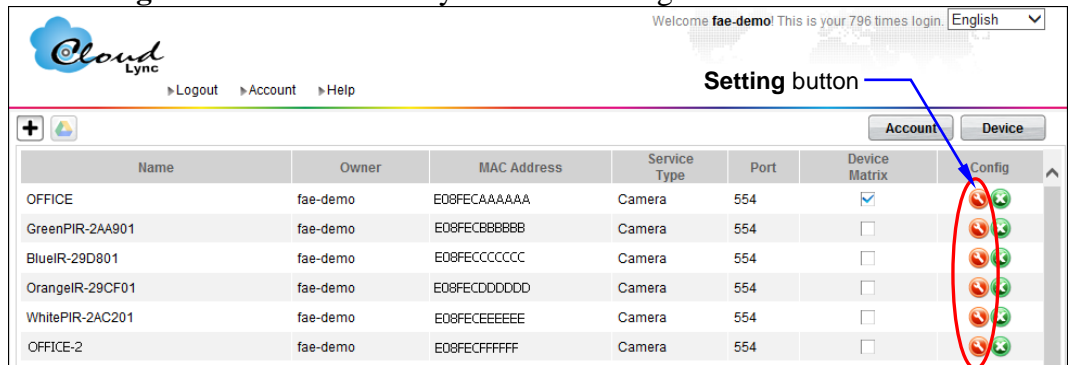 Welcome fae-demo! This is your 796 times login. English
Cloud
Lync
Logout Account Help
Setting button
Account Device
Name Owner MAC Address Service Type Port Device Matrix Config
OFFICE fae-demo E08FECAAAAAA Camera 554
GreenPIR-2AA901 fae-demo E08FECBBBBBB Camera 554
BlueIR-29D801 fae-demo E08FECCCCCCC Camera 554
OrangeIR-29CF01 fae-demo E08FECDDDDDD Camera 554
WhitePIR-2AC201 fae-demo E08FECEEEEEE Camera 554
OFFICE-2 fae-demo E08FECFFFFFF Camera 554